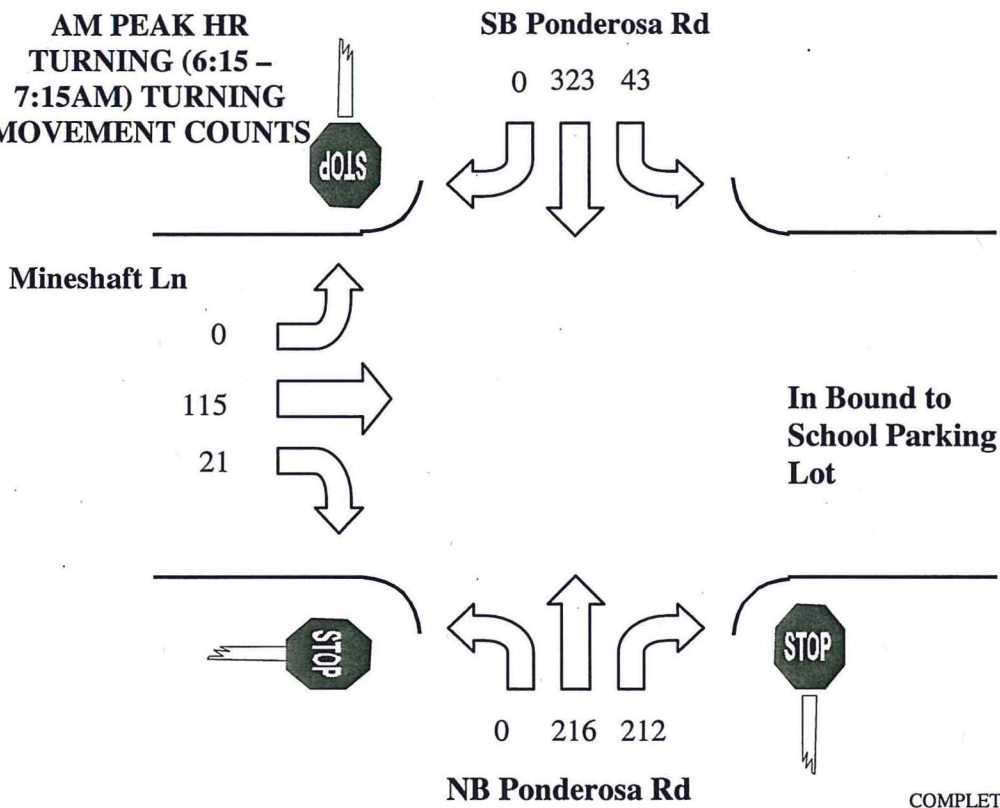 AM PEAK HR
TURNING (6:15 –
7:15AM) TURNING
MOVEMENT COUNTS
STOP
SB Ponderosa Rd
0 323 43
Mineshaft Ln
0
115
21
In Bound to
School Parking
Lot
STOP
STOP
0 216 212
NB Ponderosa Rd